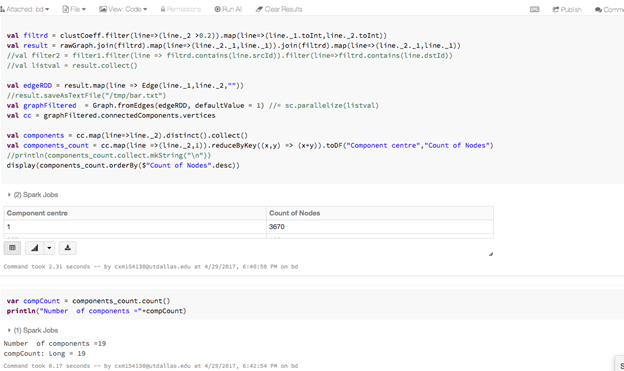 Attached: bd File View: Code Permissions Run All Clear Results Publish Comme
val filtrd = clustCoeff.filter(line=>(line._2 >0.2)).map(line=>(line._1.toInt,line._2.toInt))
val result = rawGraph.join(filtrd).map(line=>(line._2._1,line._1)).join(filtrd).map(line=>(line._2._1,line._1))
//val filter2 = filter1.filter(line => filtrd.contains(line.srcId)).filter(line=>filtrd.contains(line.dstId))
//val listval = result.collect()
val edgeRDD = result.map(line => Edge(line._1,line._2,""))
//result.saveAsTextFile("/tmp/bar.txt")
val graphFiltered = Graph.fromEdges(edgeRDD, defaultValue = 1) //= sc.parallelize(listval)
val cc = graphFiltered.connectedComponents.vertices
val components = cc.map(line=>line._2).distinct().collect()
val components_count = cc.map(line =>(line._2,1)).reduceByKey((x,y) => (x+y)).toDF("Component centre","Count of Nodes")
//println(components_count.collect.mkString("\n"))
display(components_count.orderBy($"Count of Nodes".desc))
(2) Spark Jobs
Component centre Count of Nodes
1 3670
Command took 2.31 seconds -- by cxm154130@utdallas.edu at 4/29/2017, 6:40:58 PM on bd
var compCount = components_count.count()
println("Number of components ="+compCount)
(1) Spark Jobs
Number of components =19
compCount: Long = 19
Command took 0.17 seconds -- by cxm154130@utdallas.edu at 4/29/2017, 6:42:54 PM on bd